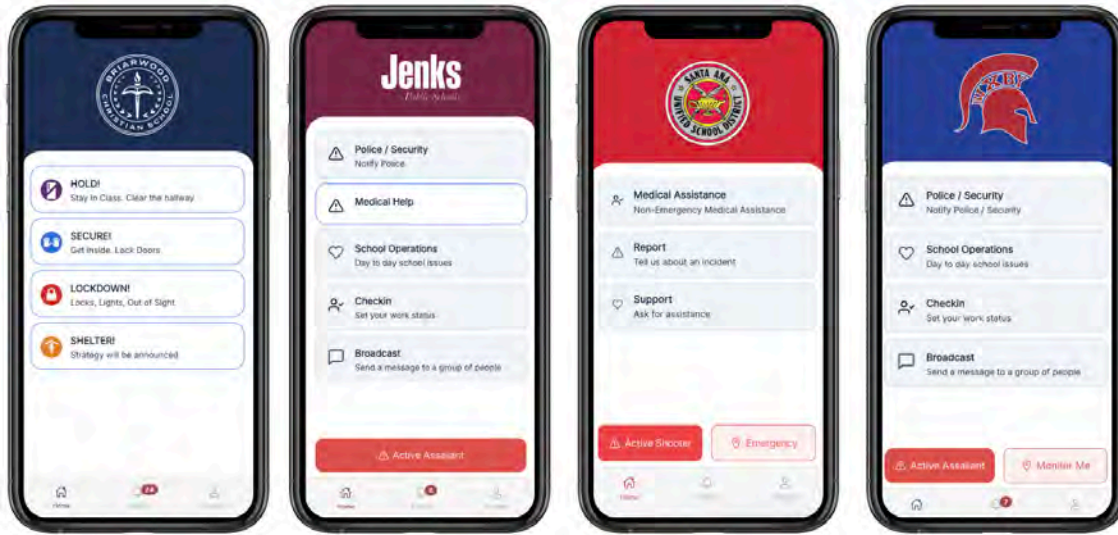 BRIARWOOD
CHRISTIAN SCHOOL
HOLD!
Stay In Class. Clear the hallway
SECURE!
Get Inside. Lock Doors
LOCKDOWN!
Locks, Lights, Out of Sight
SHELTER!
Strategy will be announced
Home
24
Jenks
Public Schools
Police / Security
Notify Police
Medical Help
School Operations
Day to day school issues
Checkin
Set your work status
Broadcast
Send a message to a group of people
Active Assailant
Home
SANTA ANA
UNIFIED SCHOOL DISTRICT
Medical Assistance
Non-Emergency Medical Assistance
Report
Tell us about an incident
Support
Ask for assistance
Active Shooter
Emergency
Home
Police / Security
Notify Police / Security
School Operations
Day to day school issues
Checkin
Set your work status
Broadcast
Send a message to a group of people
Active Assailant
Monitor Me
7